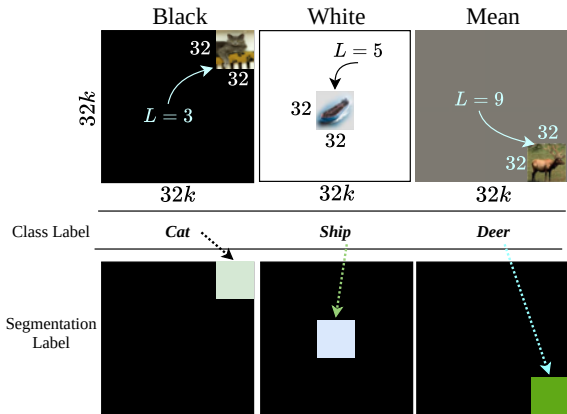 Black White Mean
32 32 L = 3
32k
32k
L = 5 32 32
32k
L = 9 32 32
32k
Class Label Cat Ship Deer
Segmentation
Label